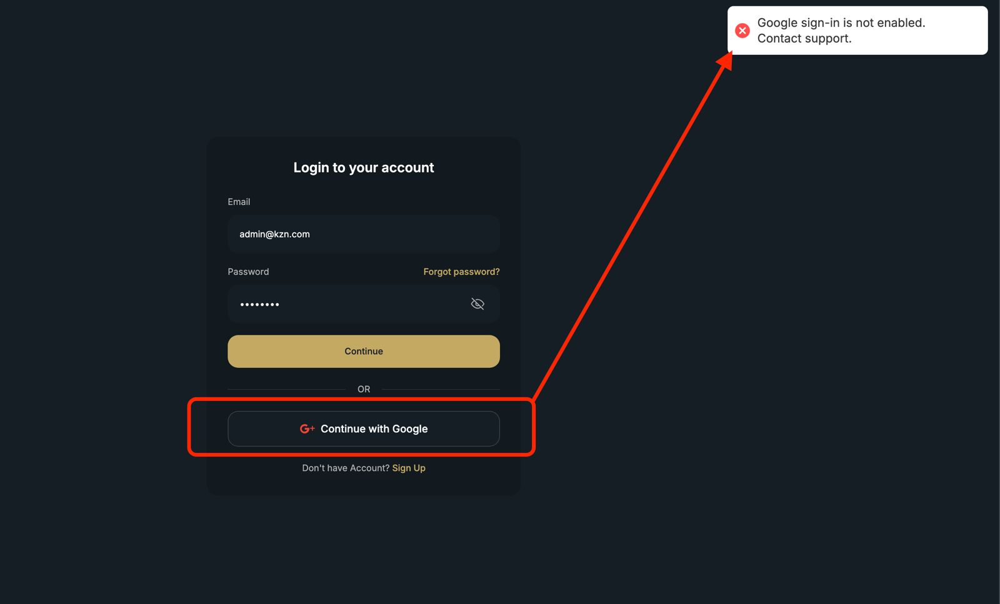 Google sign-in is not enabled.
Contact support.
Login to your account
Email
admin@kzn.com
Password Forgot password?
••••••••
Continue
OR
G+ Continue with Google
Don't have Account? Sign Up